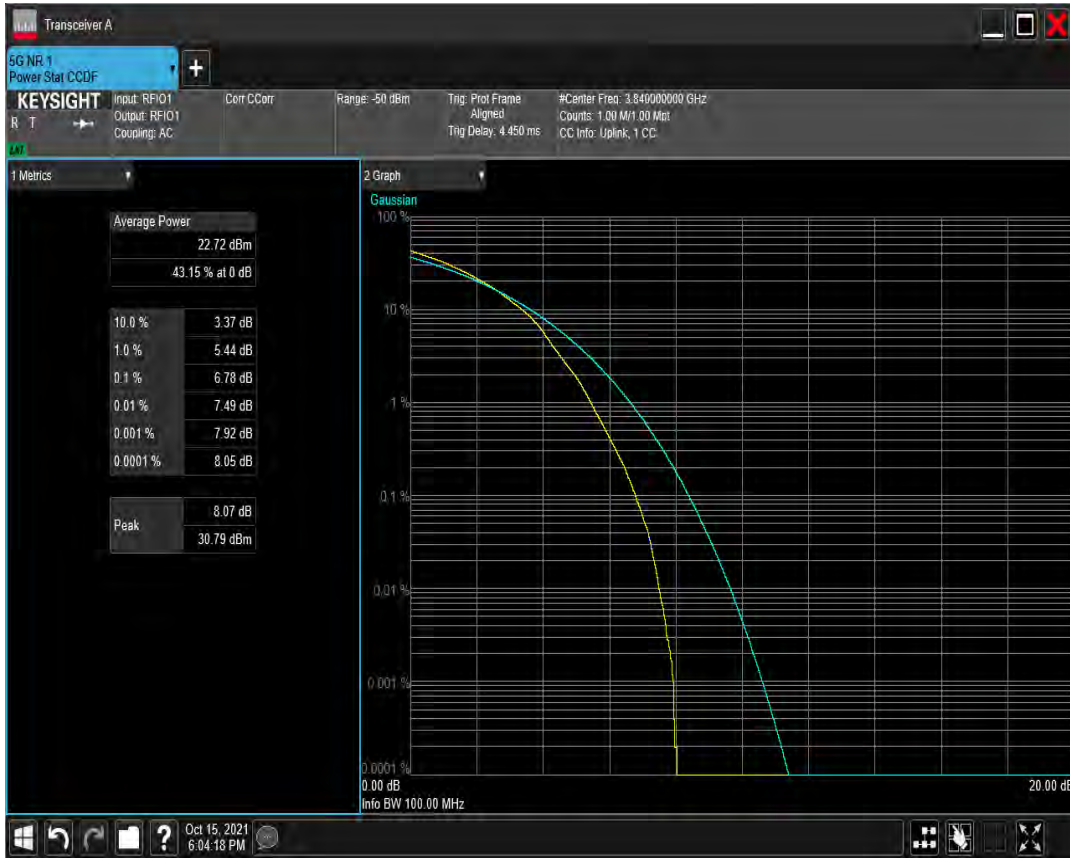 Transceiver A
5G NR 1
Power Stat CCDF
+
KEYSIGHT
R T
LXI
Input: RFIO1
Output: RFIO1
Coupling: AC
Corr CCorr
Range: -50 dBm
Trig: Prot Frame
Aligned
Trig Delay: 4.450 ms
#Center Freq: 3.840000000 GHz
Counts: 1.00 M/1.00 Mpt
CC Info: Uplink, 1 CC
1 Metrics
Average Power
22.72 dBm
43.15 % at 0 dB
10.0 % 3.37 dB
1.0 % 5.44 dB
0.1 % 6.78 dB
0.01 % 7.49 dB
0.001 % 7.92 dB
0.0001 % 8.05 dB
Peak 8.07 dB
30.79 dBm
2 Graph
Gaussian
100 %
10 %
1 %
0.1 %
0.01 %
0.001 %
0.0001 %
0.00 dB 20.00 dB
Info BW 100.00 MHz
?
Oct 15, 2021
6:04:18 PM